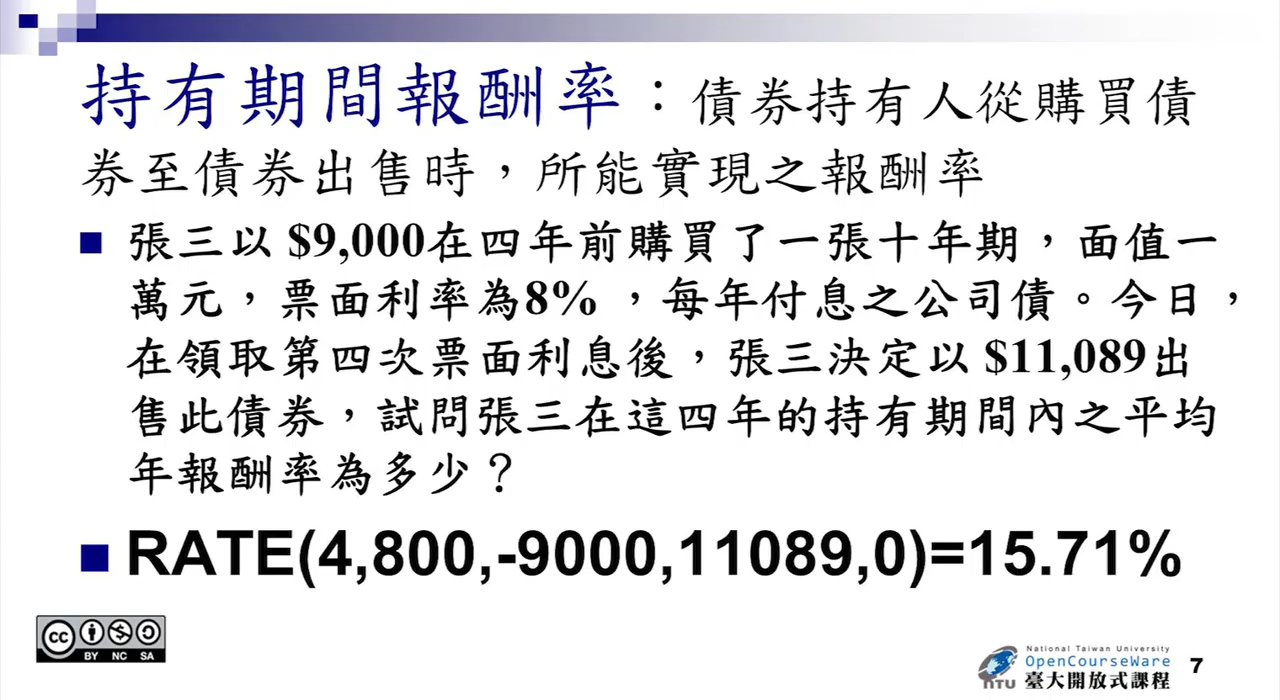 持有期間報酬率：債券持有人從購買債
券至債券出售時，所能實現之報酬率
■ 張三以 $9,000在四年前購買了一張十年期，面值一
萬元，票面利率為8% ，每年付息之公司債。今日，
在領取第四次票面利息後，張三決定以 $11,089出
售此債券，試問張三在這四年的持有期間內之平均
年報酬率為多少？
■ RATE(4,800,-9000,11089,0)=15.71%
cc
BY NC SA
National Taiwan University
OpenCourseWare
NTU 臺大開放式課程
7